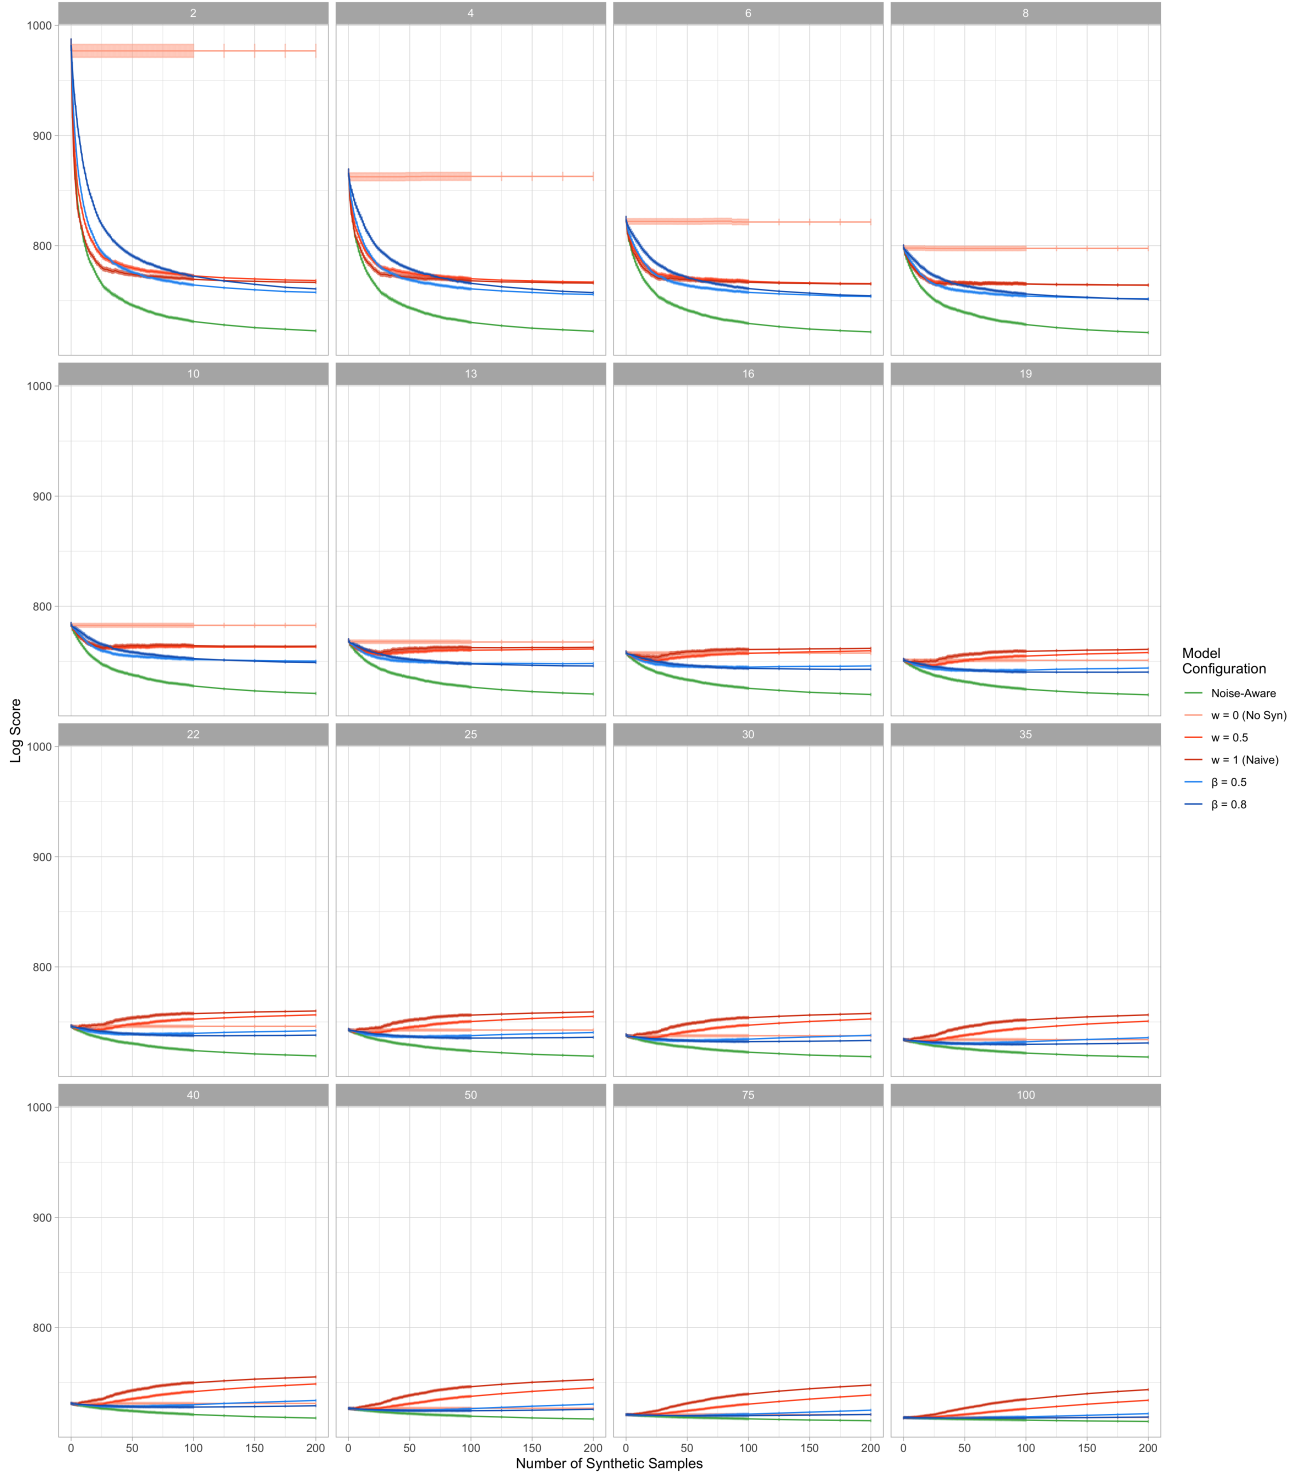 2 4 6 8
1000
900
800
10 13 16 19
1000
900
800
22 25 30 35
1000
900
800
40 50 75 100
1000
900
800
0 50 100 150 200 0 50 100 150 200 0 50 100 150 200 0 50 100 150 200
Number of Synthetic Samples
Log Score
Model
Configuration
Noise-Aware
w = 0 (No Syn)
w = 0.5
w = 1 (Naive)
β = 0.5
β = 0.8